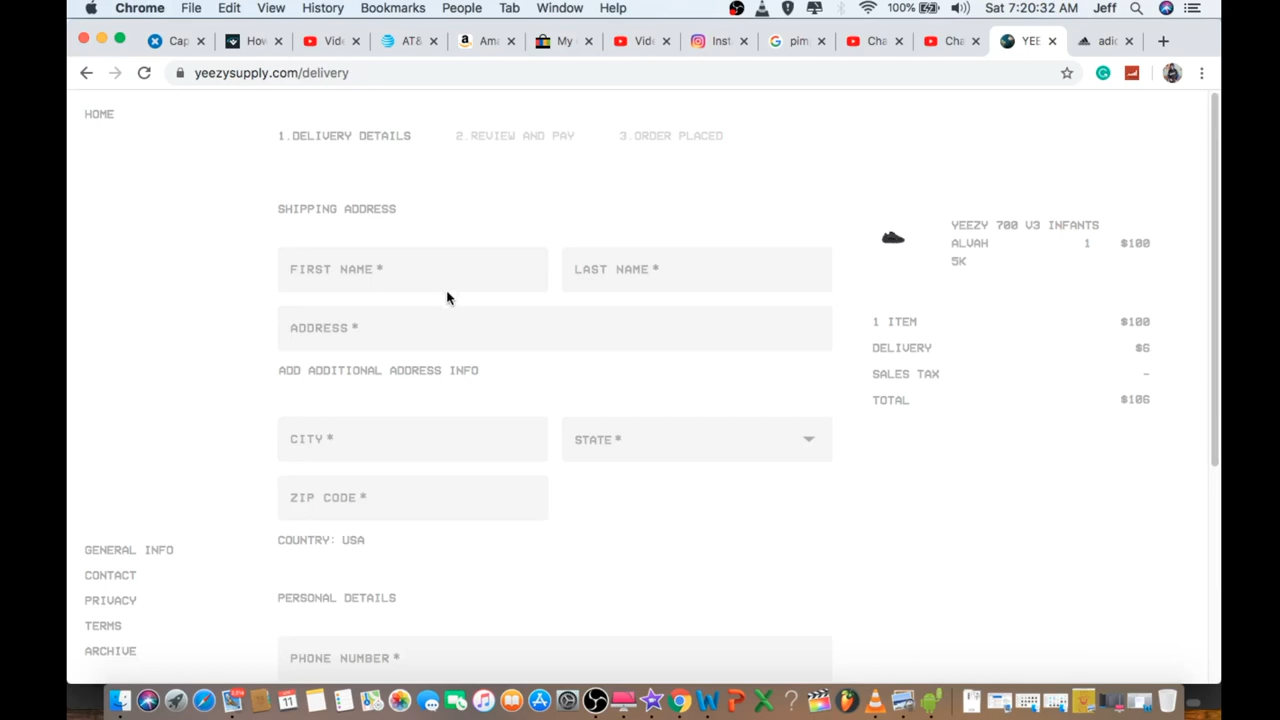 Chrome File Edit View History Bookmarks People Tab Window Help 100% Sat 7:20:32 AM Jeff
Cap How Vide AT& Ama My Vide Inst pim Cha Cha YEE adic
yeezysupply.com/delivery
HOME
1.DELIVERY DETAILS 2.REVIEW AND PAY 3.ORDER PLACED
SHIPPING ADDRESS
YEEZY 700 V3 INFANTS
ALVAH 1 $100
5K
FIRST NAME* LAST NAME*
ADDRESS*
1 ITEM $100
DELIVERY $6
ADD ADDITIONAL ADDRESS INFO
SALES TAX -
TOTAL $106
CITY* STATE*
ZIP CODE*
COUNTRY: USA
GENERAL INFO
CONTACT
PRIVACY
TERMS
ARCHIVE
PERSONAL DETAILS
PHONE NUMBER*